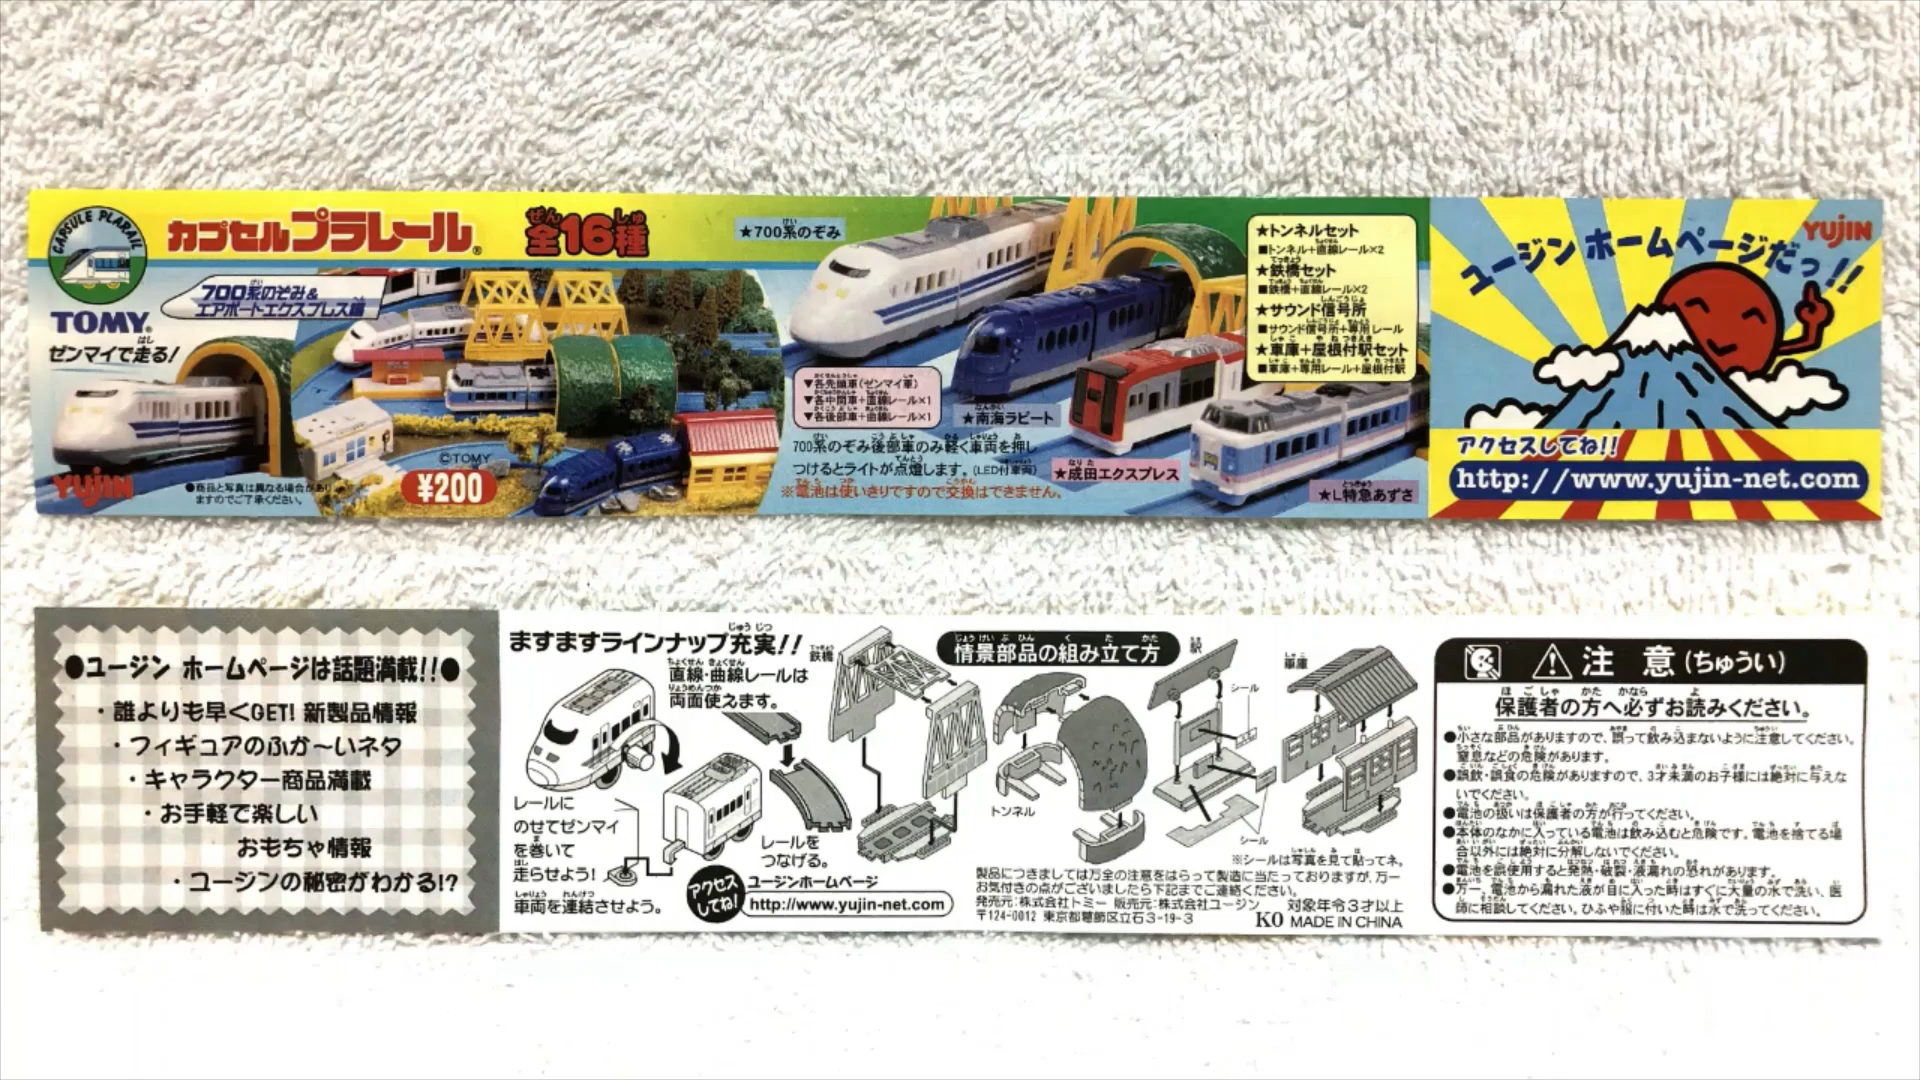 CAPSULE PLARAIL
カプセルプラレール®
全16種
700系のぞみ&
エアポートエクスプレス編
TOMY®
ゼンマイで走る!
YUJIN
●商品と写真は異なる場合があり
ますのでご了承ください。
©TOMY
¥200
★700系のぞみ
▼各先頭車(ゼンマイ車)
▼各中間車+直線レール×1
▼各後部車+曲線レール×1
★南海ラピート
700系のぞみ後部車のみ軽く車両を押し
つけるとライトが点燈します。(LED付車両)
※電池は使いきりですので交換はできません。
★成田エクスプレス
★L特急あずさ
★トンネルセット
■トンネル+直線レール×2
★鉄橋セット
■鉄橋+直線レール×2
★サウンド信号所
■サウンド信号所+専用レール
★車庫+屋根付駅セット
■車庫+専用レール+屋根付駅
YUJIN
ユージン ホームページだっ!!
アクセスしてね!!
http://www.yujin-net.com
●ユージン ホームページは話題満載!!●
・誰よりも早くGET! 新製品情報
・フィギュアのふか〜いネタ
・キャラクター商品満載
・お手軽で楽しい
おもちゃ情報
・ユージンの秘密がわかる!?
ますますラインナップ充実!!
直線・曲線レールは
両面使えます。
レールに
のせてゼンマイ
を巻いて
走らせよう!
車両を連結させよう。
レールを
つなげる。
アクセス
してね!
ユージンホームページ
http://www.yujin-net.com
鉄橋
情景部品の組み立て方
トンネル
駅
シール
シール
車庫
※シールは写真を見て貼ってネ。
製品につきましては万全の注意をはらって製造に当たっておりますが、万一
お気付きの点がございましたら下記までご連絡ください。
発売元:株式会社トミー 販売元:株式会社ユージン
〒124-0012 東京都葛飾区立石3-19-3
対象年令3才以上
KO MADE IN CHINA
注 意(ちゅうい)
保護者の方へ必ずお読みください。
●小さな部品がありますので、誤って飲み込まないように注意してください。
窒息などの危険があります。
●誤飲・誤食の危険がありますので、3才未満のお子様には絶対に与えな
いでください。
●電池の扱いは保護者の方が行ってください。
●本体のなかに入っている電池は飲み込むと危険です。電池を捨てる場
合以外には絶対に分解しないでください。
●電池を誤使用すると発熱・破裂・液漏れの恐れがあります。
●万一、電池から漏れた液が目に入った時はすぐに大量の水で洗い、医
師に相談してください。ひふや服に付いた時は水で洗ってください。